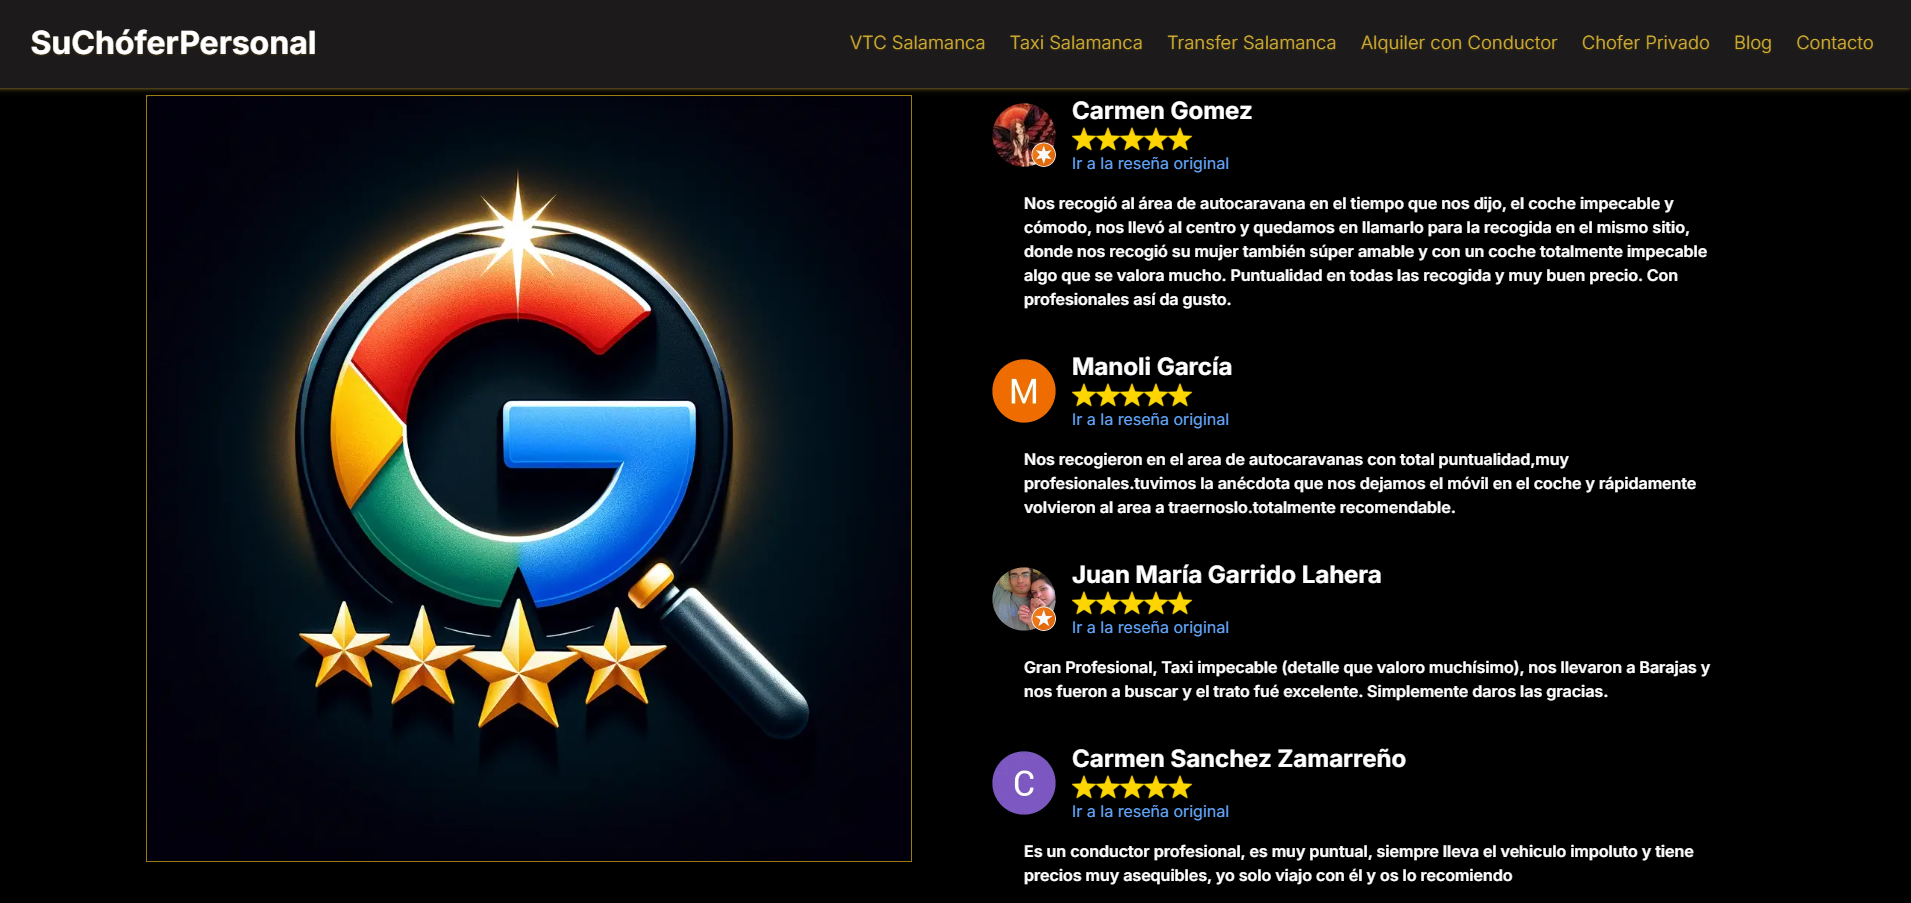 SuChóferPersonal
VTC Salamanca Taxi Salamanca Transfer Salamanca Alquiler con Conductor Chofer Privado Blog Contacto
Carmen Gomez
Ir a la reseña original
Nos recogió al área de autocaravana en el tiempo que nos dijo, el coche impecable y
cómodo, nos llevó al centro y quedamos en llamarlo para la recogida en el mismo sitio,
donde nos recogió su mujer también súper amable y con un coche totalmente impecable
algo que se valora mucho. Puntualidad en todas las recogida y muy buen precio. Con
profesionales así da gusto.
M
Manoli García
Ir a la reseña original
Nos recogieron en el area de autocaravanas con total puntualidad,muy
profesionales.tuvimos la anécdota que nos dejamos el móvil en el coche y rápidamente
volvieron al area a traernoslo.totalmente recomendable.
Juan María Garrido Lahera
Ir a la reseña original
Gran Profesional, Taxi impecable (detalle que valoro muchísimo), nos llevaron a Barajas y
nos fueron a buscar y el trato fué excelente. Simplemente daros las gracias.
C
Carmen Sanchez Zamarreño
Ir a la reseña original
Es un conductor profesional, es muy puntual, siempre lleva el vehiculo impoluto y tiene
precios muy asequibles, yo solo viajo con él y os lo recomiendo
G